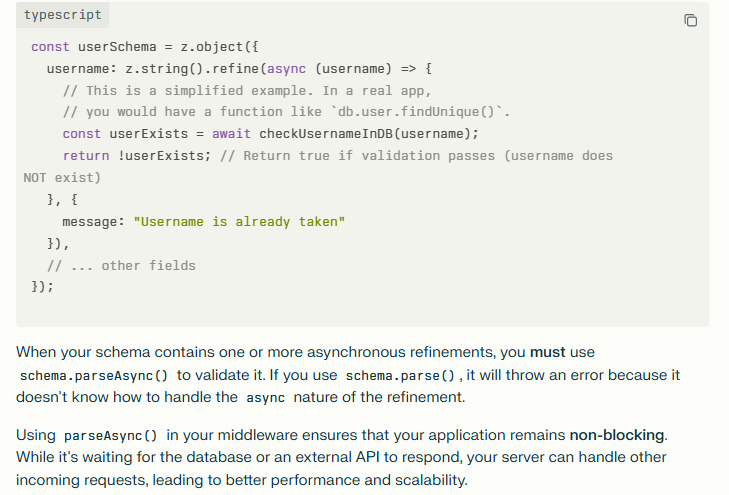 typescript
const userSchema = z.object({
  username: z.string().refine(async (username) => {
    // This is a simplified example. In a real app,
    // you would have a function like `db.user.findUnique()`.
    const userExists = await checkUsernameInDB(username);
    return !userExists; // Return true if validation passes (username does
NOT exist)
  }, {
    message: "Username is already taken"
  }),
  // ... other fields
});
When your schema contains one or more asynchronous refinements, you must use
schema.parseAsync() to validate it. If you use schema.parse(), it will throw an error because it
doesn't know how to handle the async nature of the refinement.
Using parseAsync() in your middleware ensures that your application remains non-blocking.
While it's waiting for the database or an external API to respond, your server can handle other
incoming requests, leading to better performance and scalability.